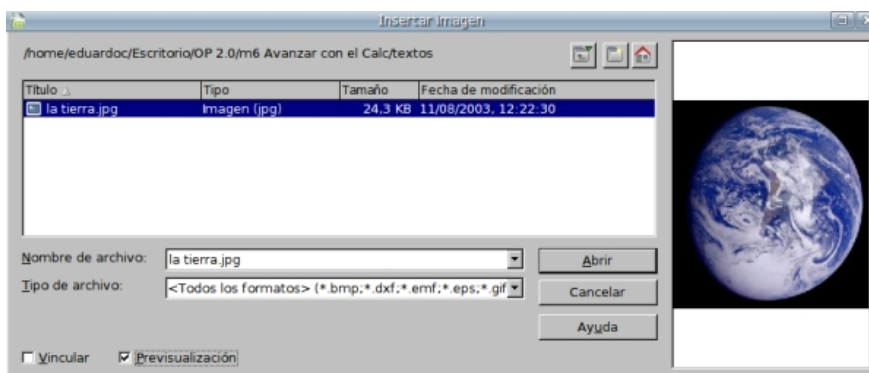 Insertar imagen
/home/eduardoc/Escritorio/OP 2.0/m6 Avanzar con el Calc/textos
Título Tipo Tamaño Fecha de modificación
la tierra.jpg Imagen (jpg) 24,3 KB 11/08/2003, 12:22:30
Nombre de archivo: la tierra.jpg Abrir
Tipo de archivo: <Todos los formatos> (*.bmp;*.dxf;*.emf;*.eps;*.gif Cancelar
Ayuda
Vincular Previsualización